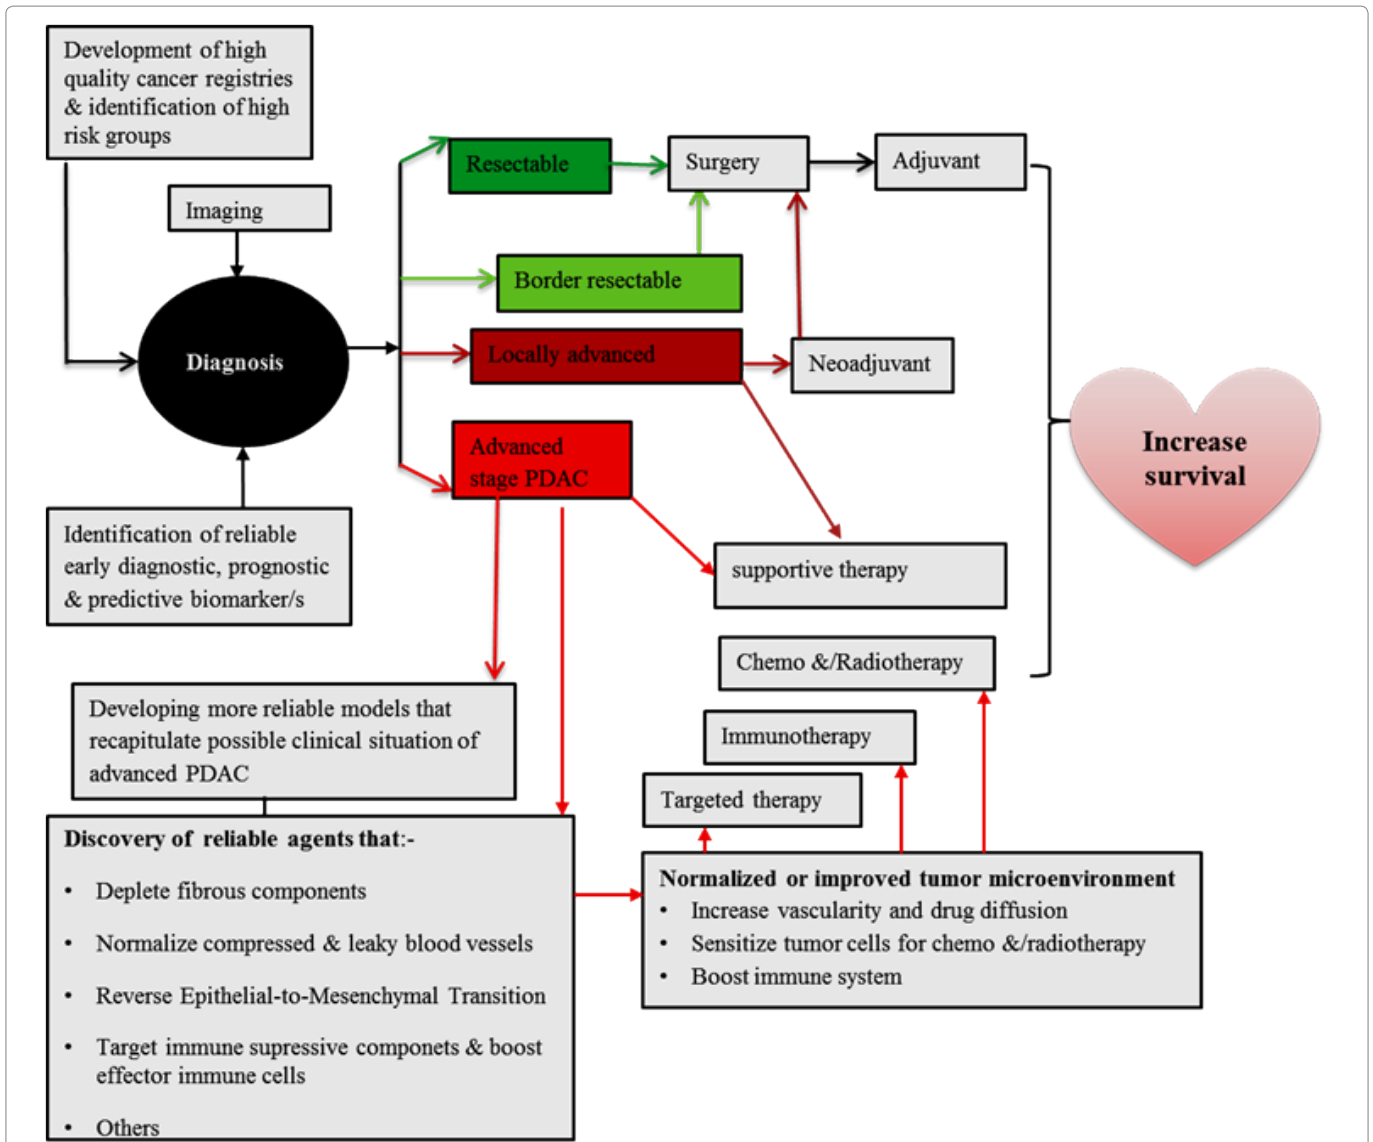 Development of high
quality cancer registries
& identification of high
risk groups
Imaging
Diagnosis
Identification of reliable
early diagnostic, prognostic
& predictive biomarker/s
Resectable
Surgery
Adjuvant
Border resectable
Locally advanced
Neoadjuvant
Advanced
stage PDAC
Increase
survival
supportive therapy
Chemo &/Radiotherapy
Immunotherapy
Targeted therapy
Developing more reliable models that
recapitulate possible clinical situation of
advanced PDAC
Discovery of reliable agents that:-
• Deplete fibrous components
• Normalize compressed & leaky blood vessels
• Reverse Epithelial-to-Mesenchymal Transition
• Target immune supressive componets & boost
effector immune cells
• Others
Normalized or improved tumor microenvironment
• Increase vascularity and drug diffusion
• Sensitize tumor cells for chemo &/radiotherapy
• Boost immune system